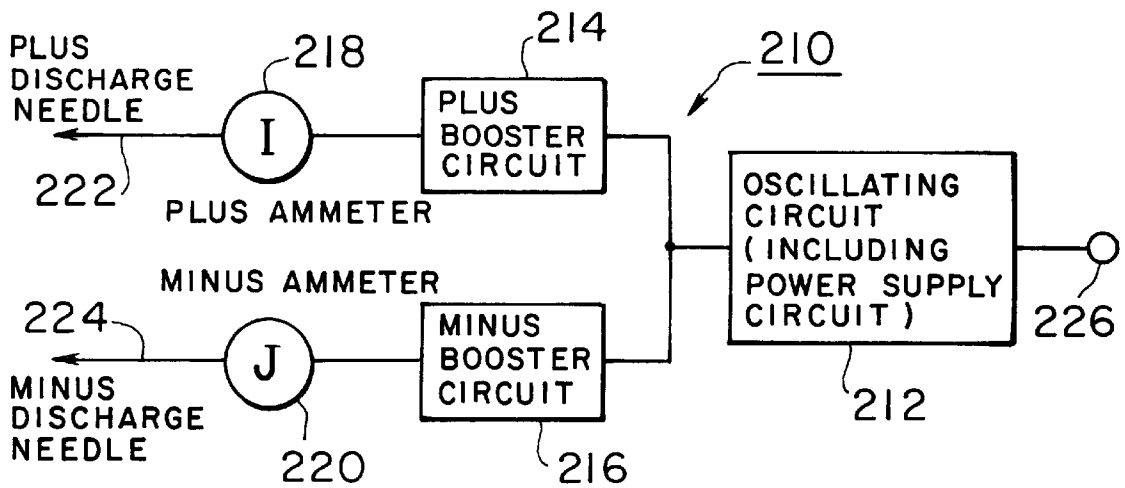 PLUS
DISCHARGE
NEEDLE
218
214
210
I
PLUS
BOOSTER
CIRCUIT
222
PLUS AMMETER
OSCILLATING
CIRCUIT
(INCLUDING
POWER SUPPLY
CIRCUIT)
226
212
MINUS AMMETER
224
J
MINUS
BOOSTER
CIRCUIT
MINUS
DISCHARGE
NEEDLE
220
216